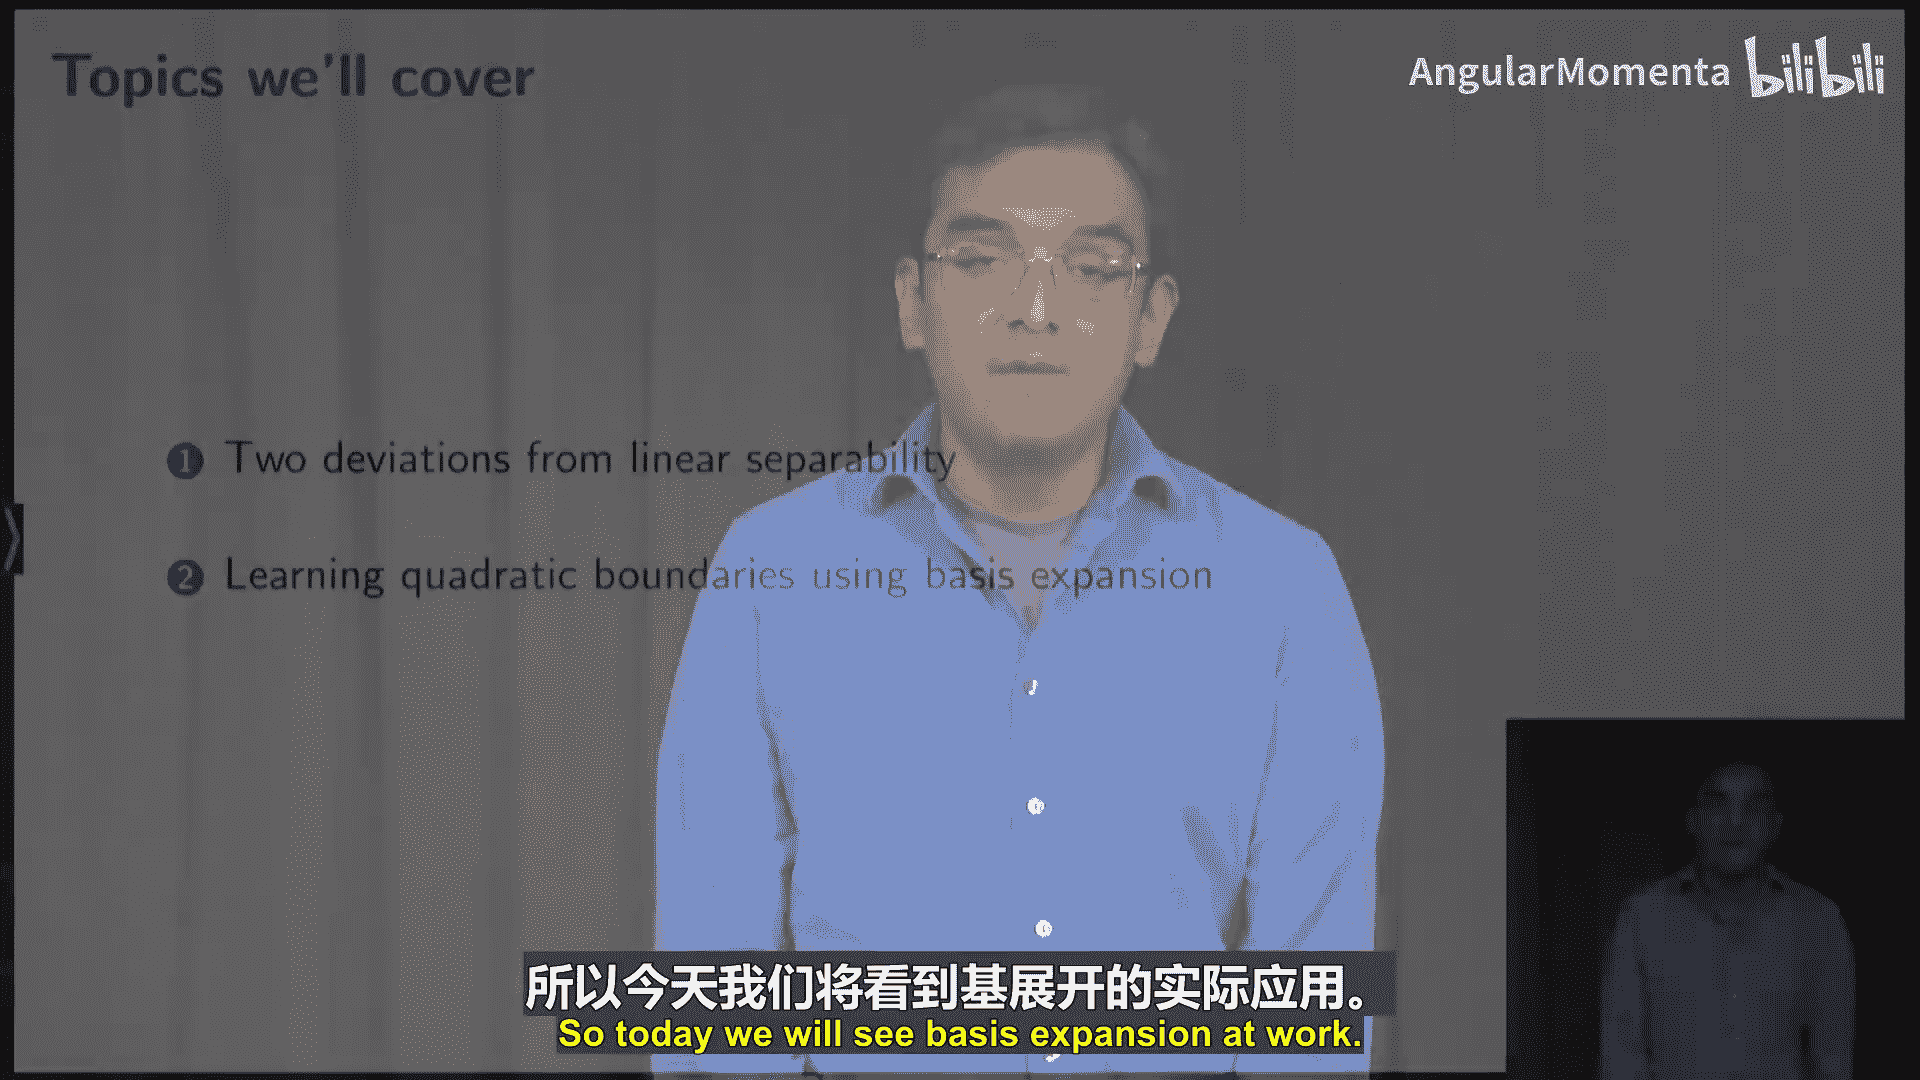 Topics we'll cover
AngularMomenta bilibili
1 Two deviations from linear separability
2 Learning quadratic boundaries using basis expansion
所以今天我们将看到基展开的实际应用。
So today we will see basis expansion at work.